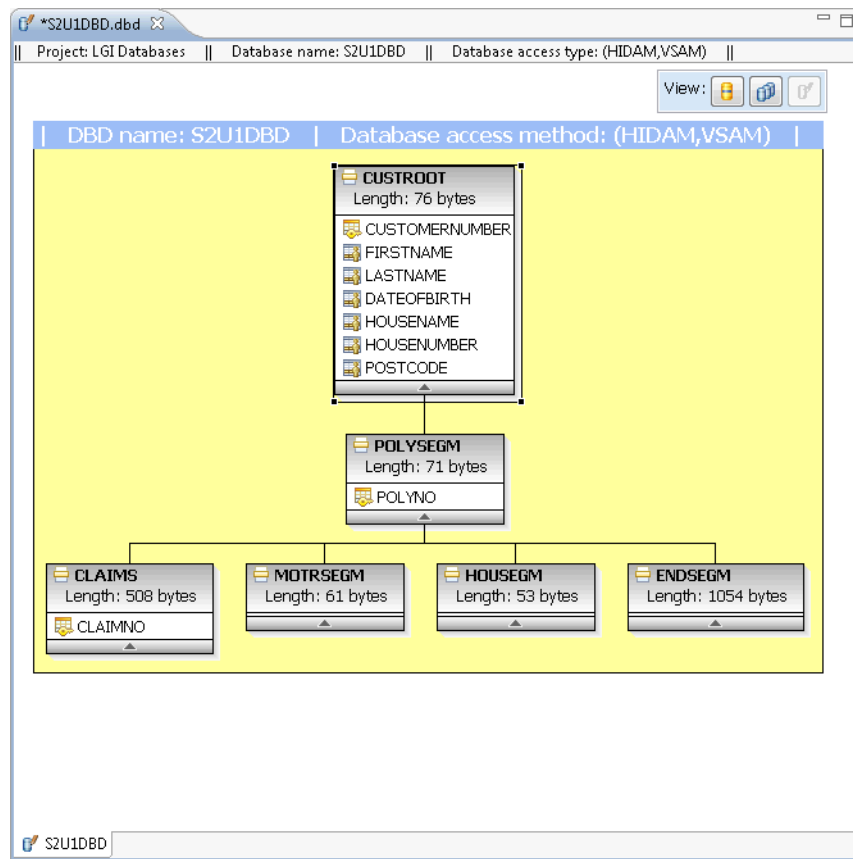 *S2U1DBD.dbd
|| Project: LGI Databases || Database name: S2U1DBD || Database access type: (HIDAM,VSAM) ||
View:
| DBD name: S2U1DBD | Database access method: (HIDAM,VSAM) |
CUSTROOT
Length: 76 bytes
CUSTOMERNUMBER
FIRSTNAME
LASTNAME
DATEOFBIRTH
HOUSENAME
HOUSENUMBER
POSTCODE
POLYSEGM
Length: 71 bytes
POLYNO
CLAIMS
Length: 508 bytes
CLAIMNO
MOTRSEGM
Length: 61 bytes
HOUSEGM
Length: 53 bytes
ENDSEGM
Length: 1054 bytes
S2U1DBD